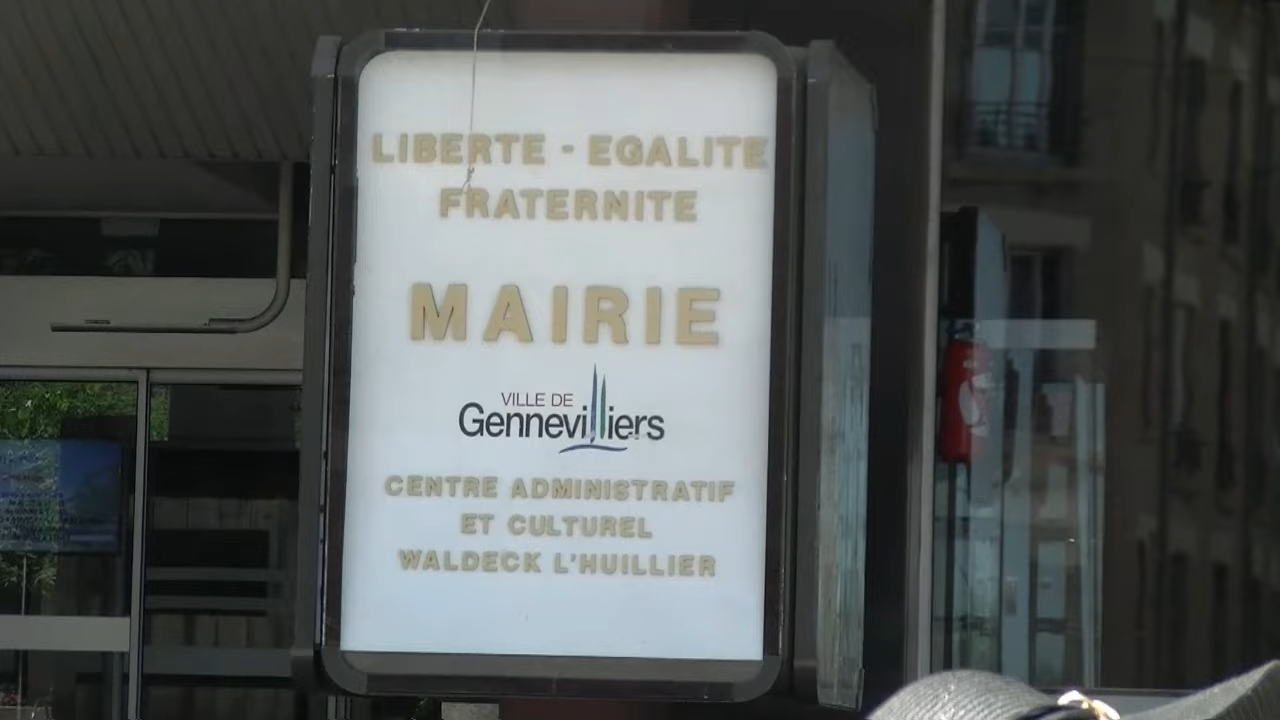 LIBERTE - EGALITE
FRATERNITE
MAIRIE
VILLE DE
Gennevilliers
CENTRE ADMINISTRATIF
ET CULTUREL
WALDECK L'HUILLIER